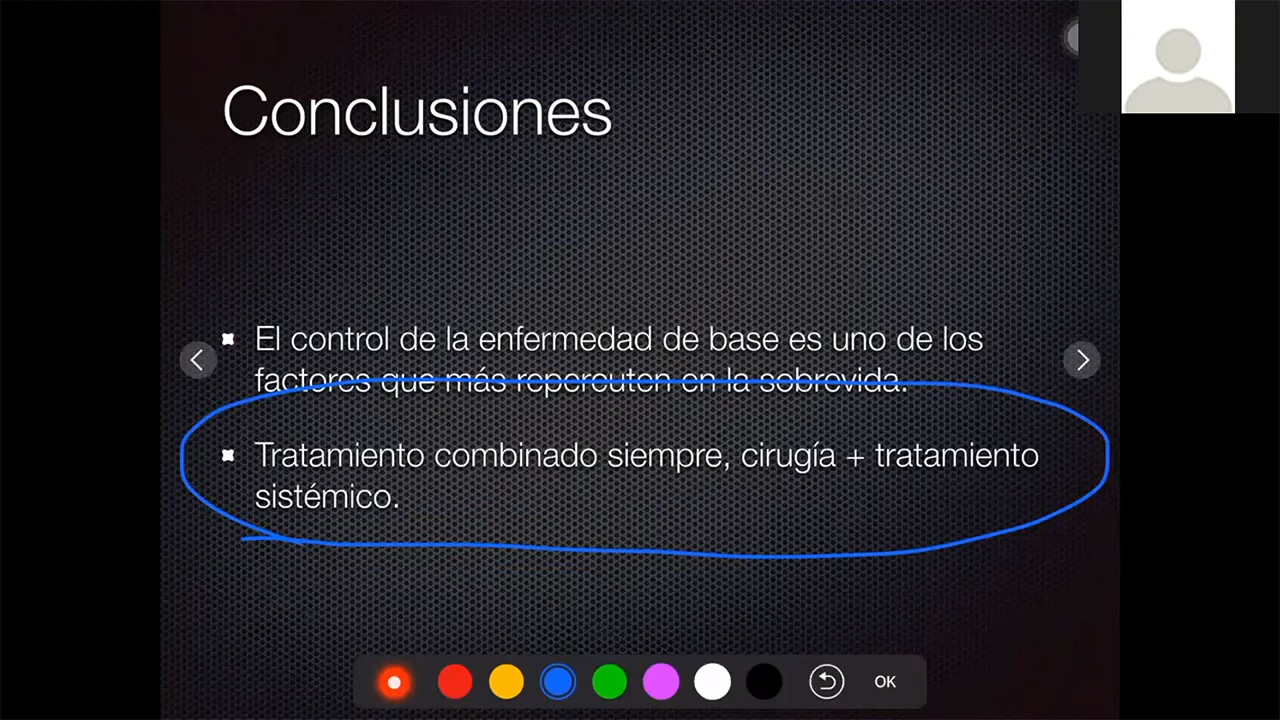 Conclusiones
El control de la enfermedad de base es uno de los
factores que más repercuten en la sobrevida.
Tratamiento combinado siempre, cirugía + tratamiento
sistémico.
OK